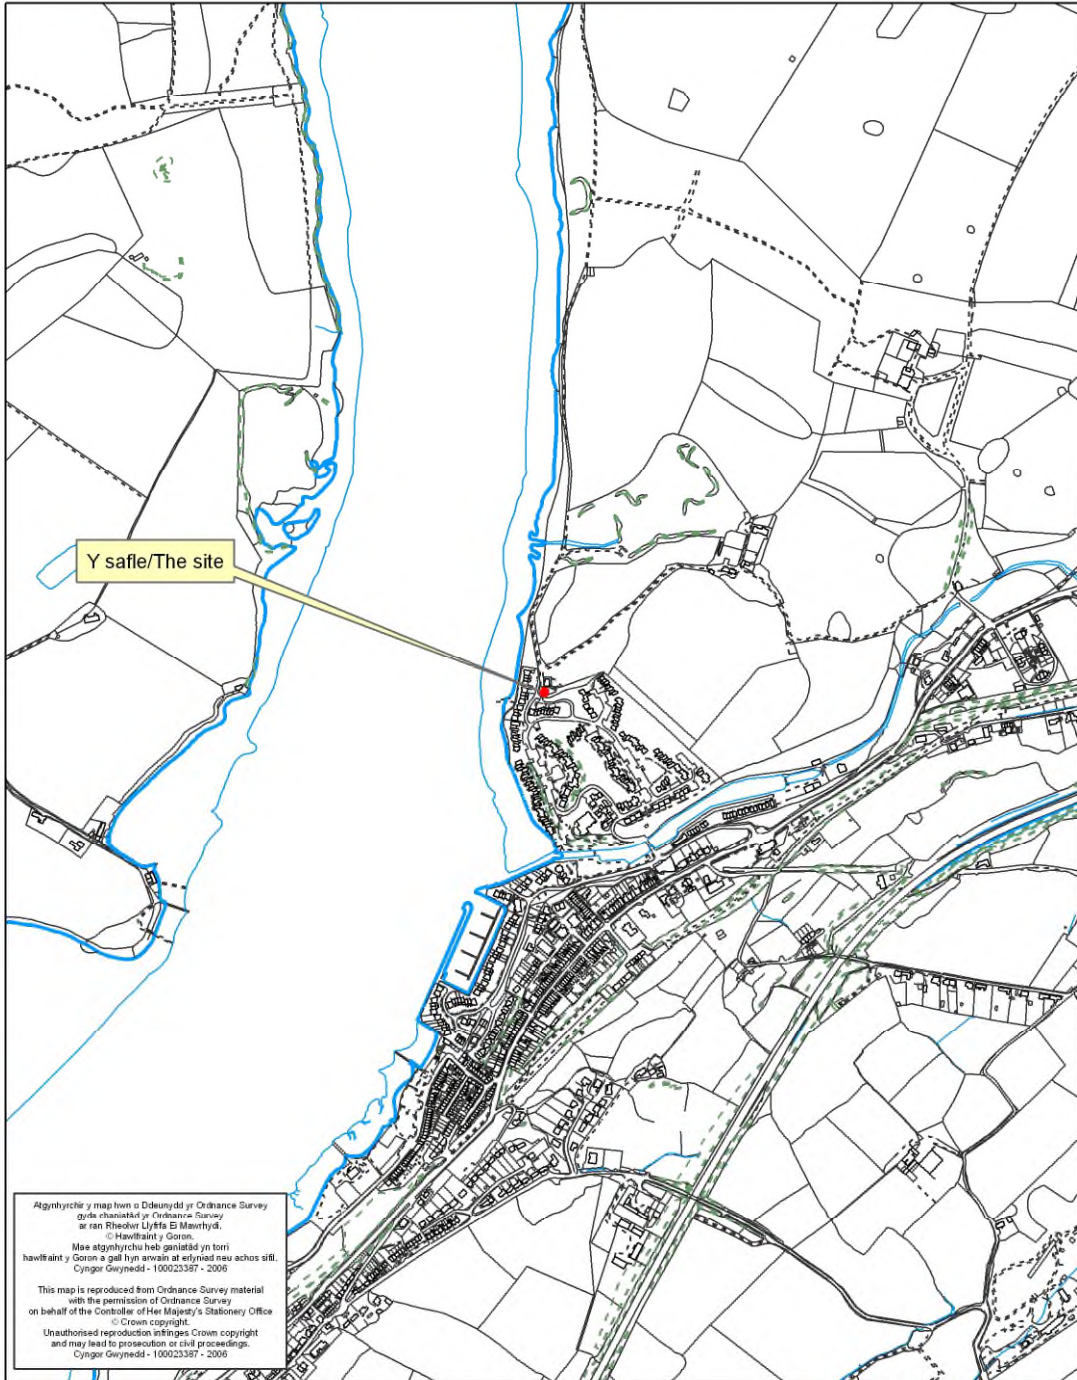 Y safle/The site
Atgynhyrchir y map hwn o Ddeunydd yr Ordnance Survey
gyda chaniatâd yr Ordnance Survey
ar ran Rheolwr Llyfrfa Ei Mawrhydi.
© Hawlfraint y Goron.
Mae atgynhyrchu heb ganiatâd yn torri
hawlfraint y Goron a gall hyn arwain at erlyniad neu achos sifil.
Cyngor Gwynedd - 100023387 - 2006
This map is reproduced from Ordnance Survey material
with the permission of Ordnance Survey
on behalf of the Controller of Her Majesty's Stationery Office
© Crown copyright.
Unauthorised reproduction infringes Crown copyright
and may lead to prosecution or civil proceedings.
Cyngor Gwynedd - 100023387 - 2006